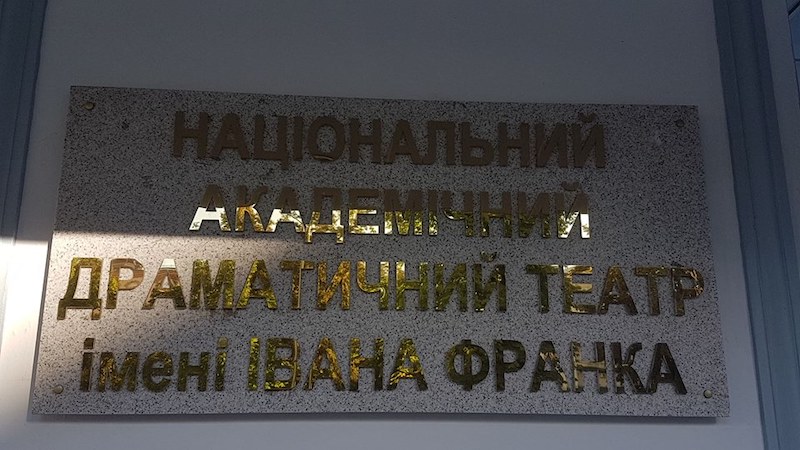 НАЦІОНАЛЬНИЙ
АКАДЕМІЧНИЙ
ДРАМАТИЧНИЙ ТЕАТР
імені ІВАНА ФРАНКА